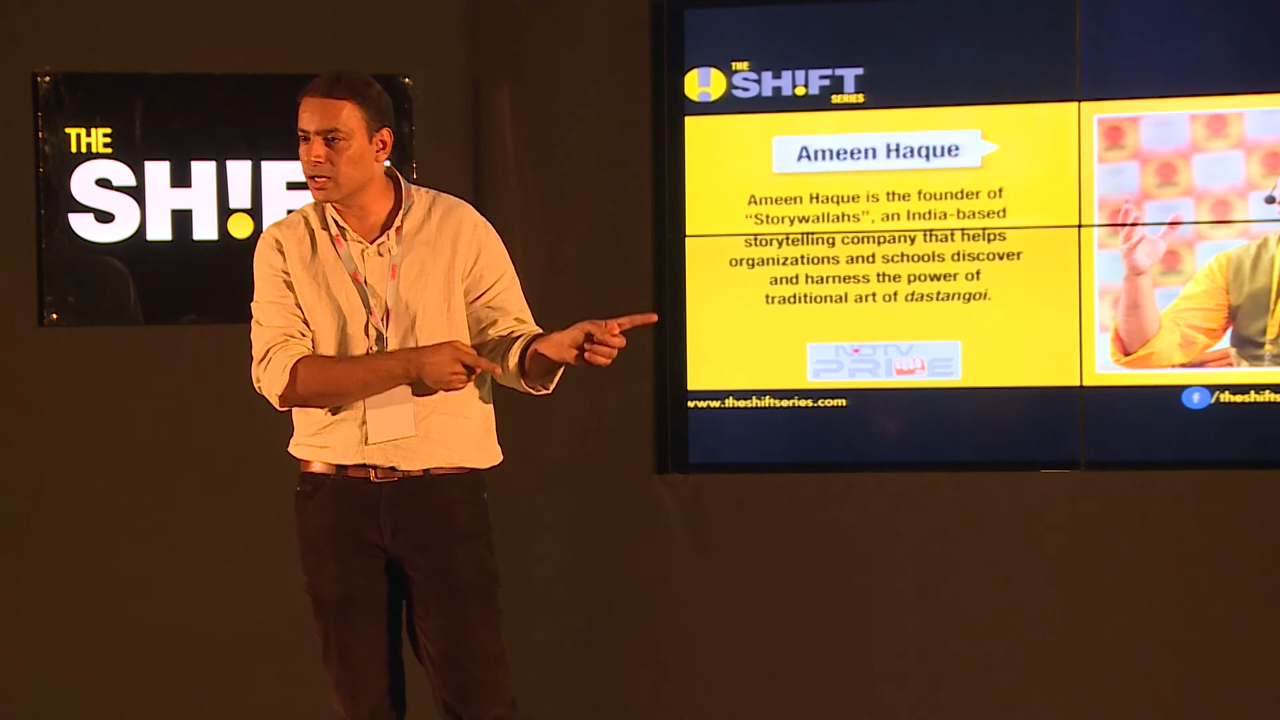 THE
SH!F
THE
SH!FT
SERIES
Ameen Haque
Ameen Haque is the founder of
“Storywallahs”, an India-based
storytelling company that helps
organizations and schools discover
and harness the power of
traditional art of dastangoi.
NDTV
PRIME
www.theshiftseries.com
f /theshifts